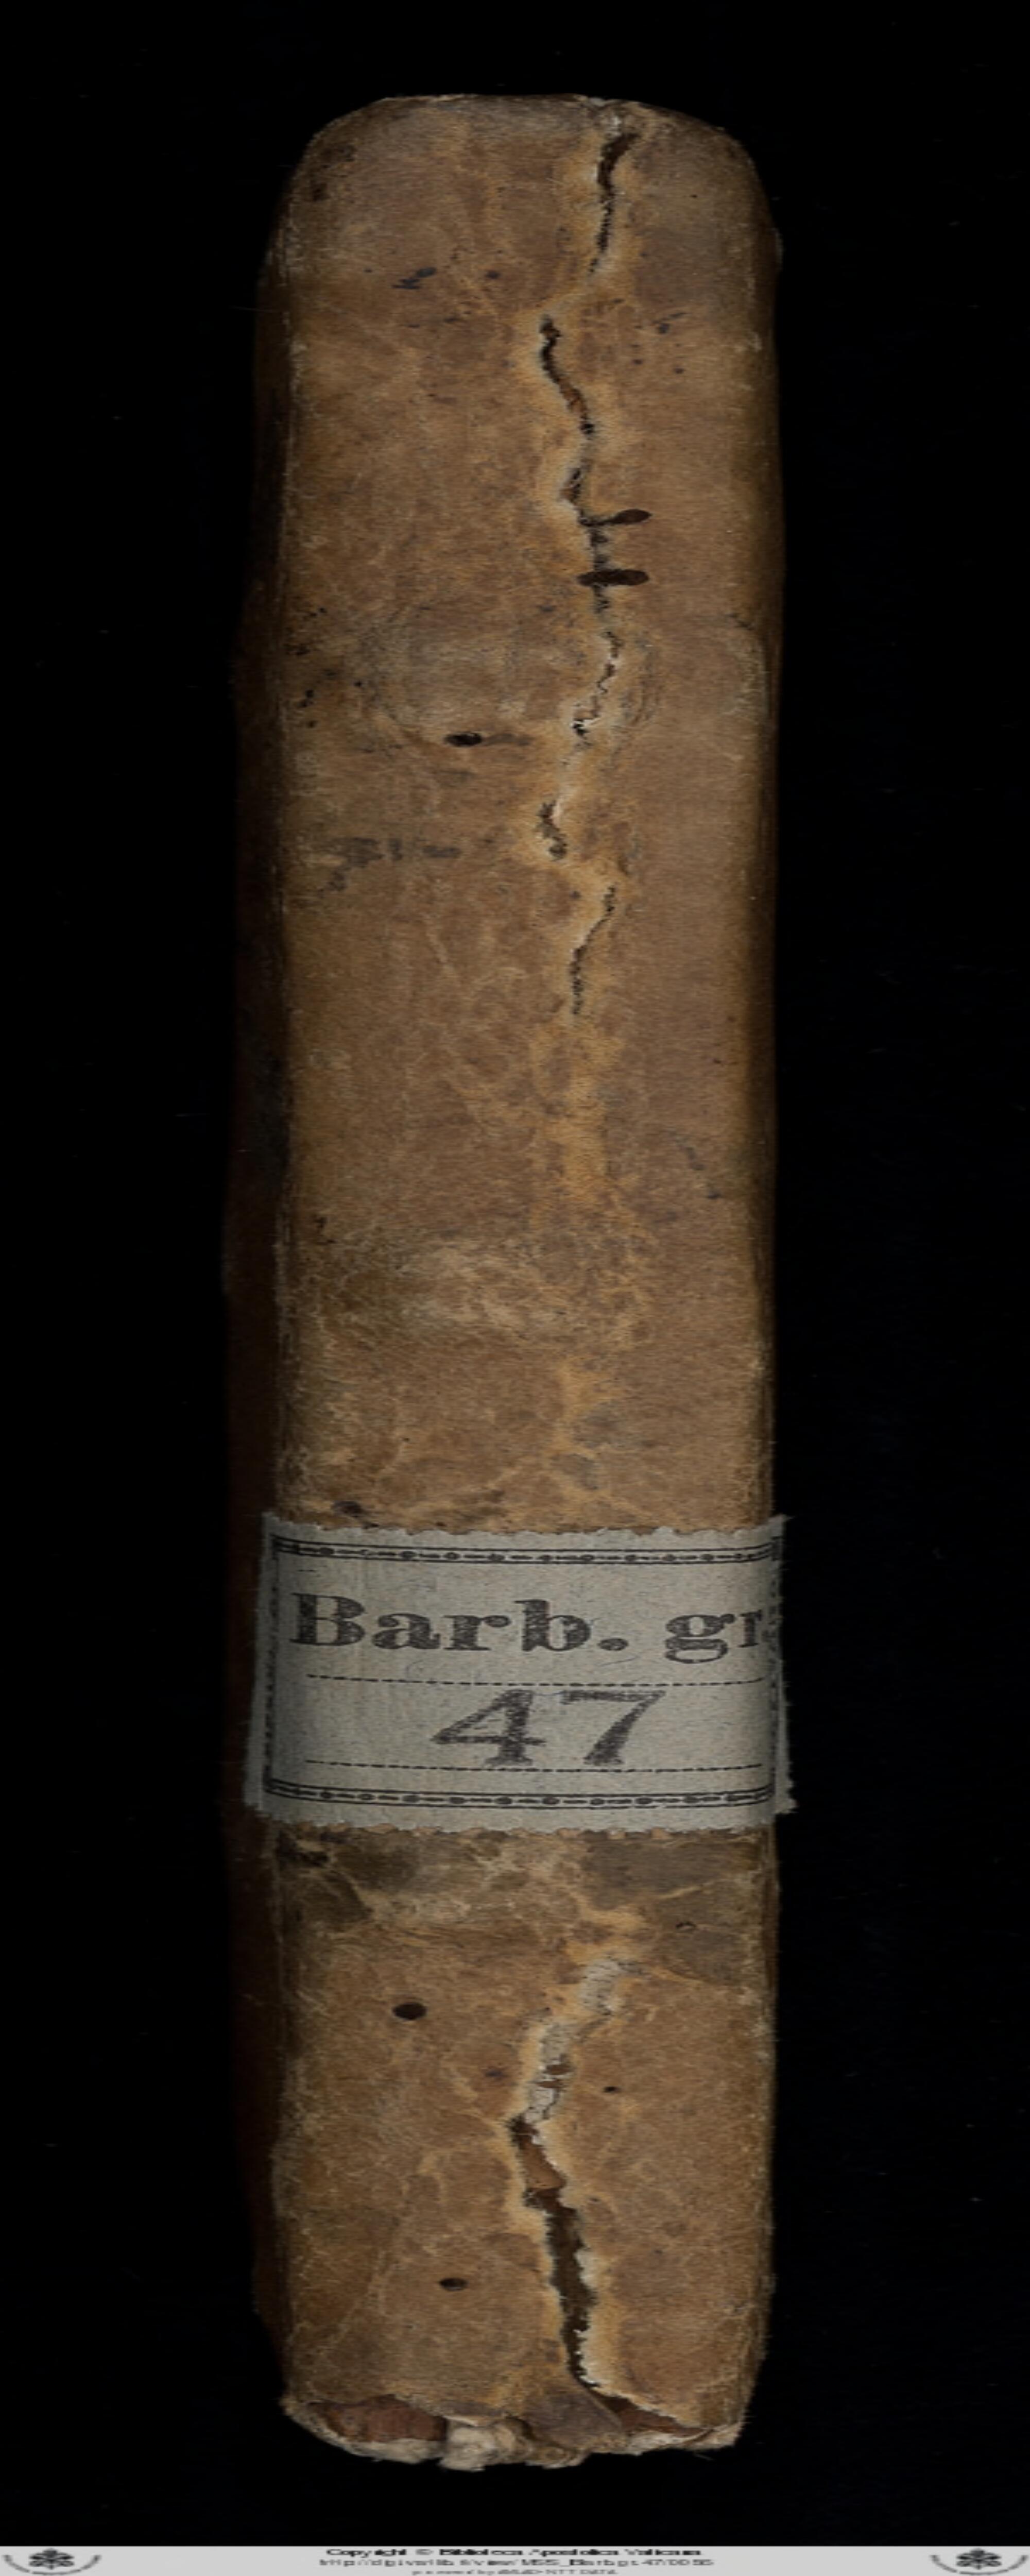 Barb. gr.
47
Copyright © Biblioteca Apostolica Vaticana